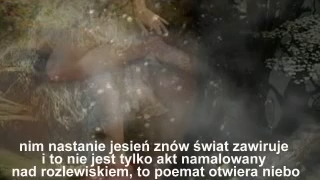 nim nastanie jesień znów świat zawiruje
i to nie jest tylko akt namalowany
nad rozlewiskiem, to poemat otwiera niebo